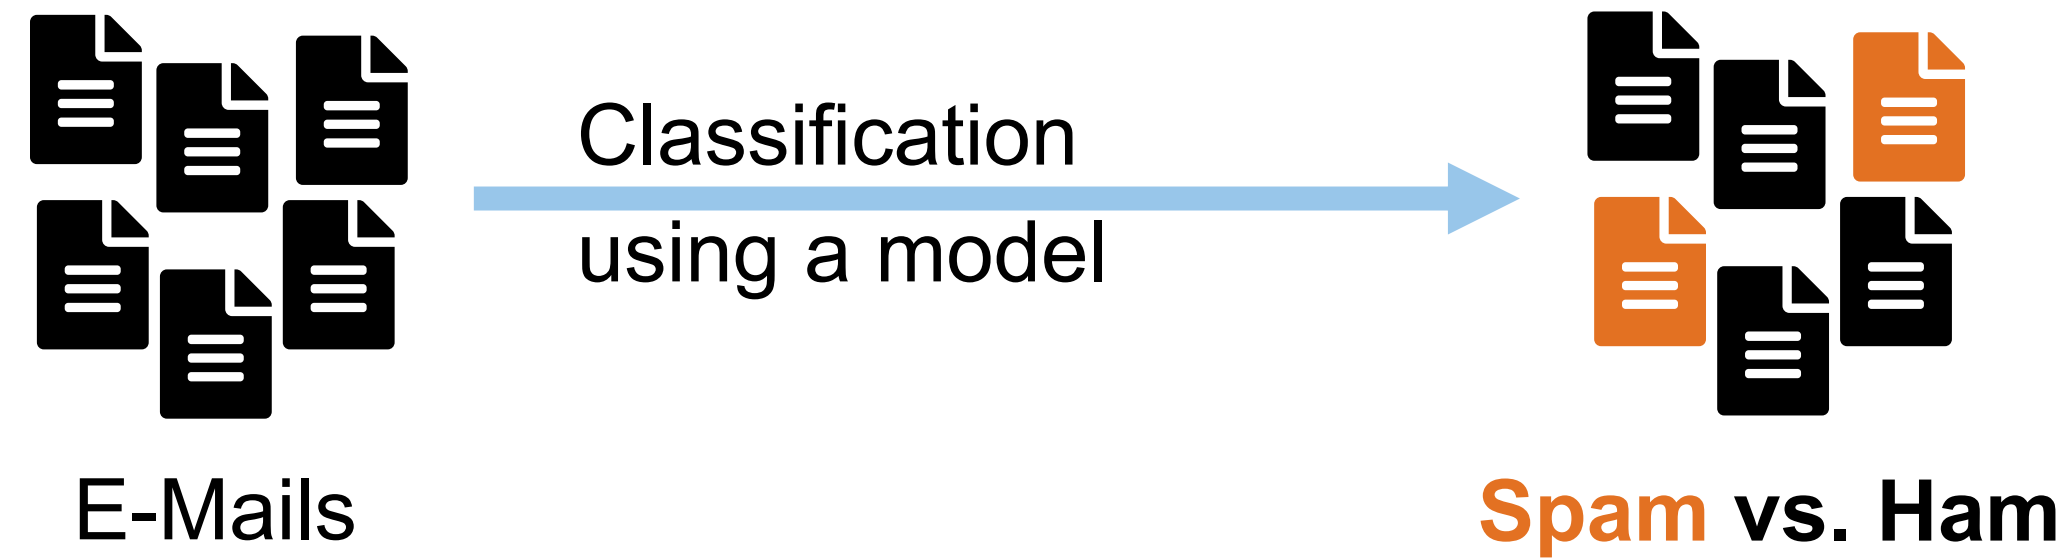 Classification
using a model
E-Mails
Spam vs. Ham